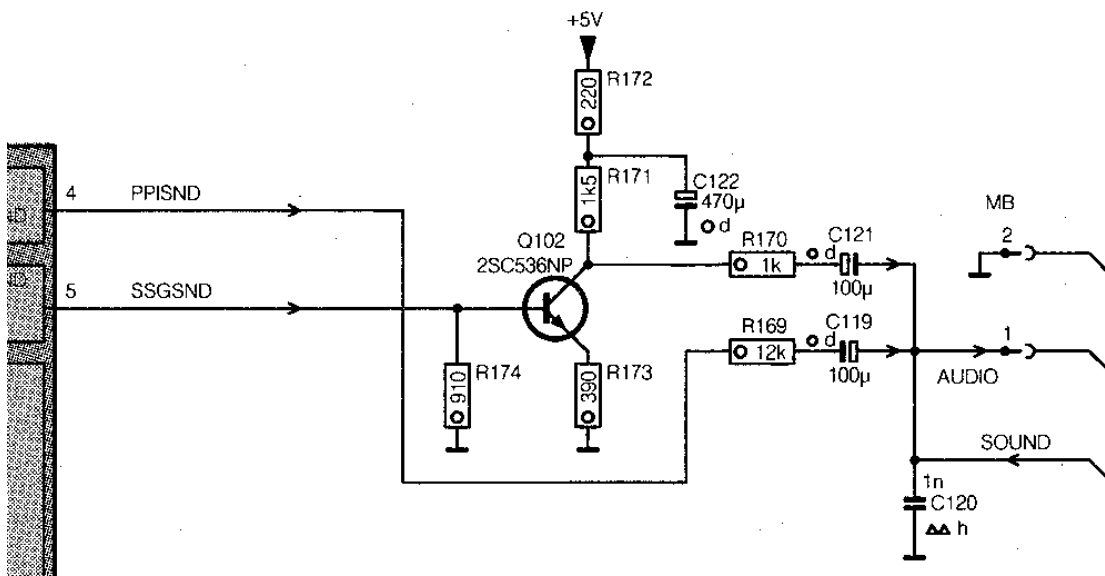 +5V
R172
220
R171
1k5
C122
470µ
d
4
PPISND
MB
2
Q102
2SC536NP
R170
1k
d
C121
100µ
5
SSGSND
R169
12k
d
C119
100µ
1
AUDIO
R174
910
R173
390
SOUND
1n
C120
h